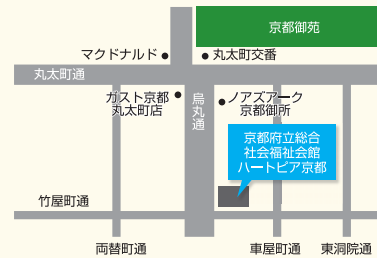 京都御苑
マクドナルド
丸太町交番
丸太町通
ガスト京都
丸太町店
烏丸通
ノアズアーク
京都御所
京都府立総合
社会福祉会館
ハートピア京都
竹屋町通
両替町通
車屋町通
東洞院通